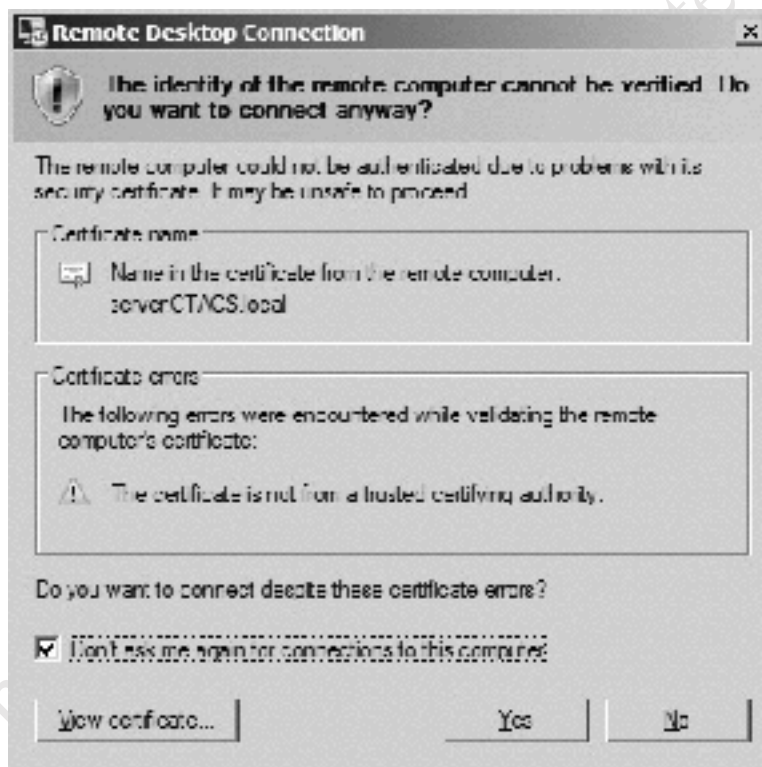 Remote Desktop Connection
The identity of the remote computer cannot be verified. Do
you want to connect anyway?
The remote computer could not be authenticated due to problems with its
security certificate. It may be unsafe to proceed.
Certificate name
Name in the certificate from the remote computer:
Certificate errors
The following errors were encountered while validating the remote
computer's certificate:
The certificate is not from a trusted certifying authority.
Do you want to connect despite these certificate errors?
Don't ask me again for connections to this computer
View certificate...
Yes
No